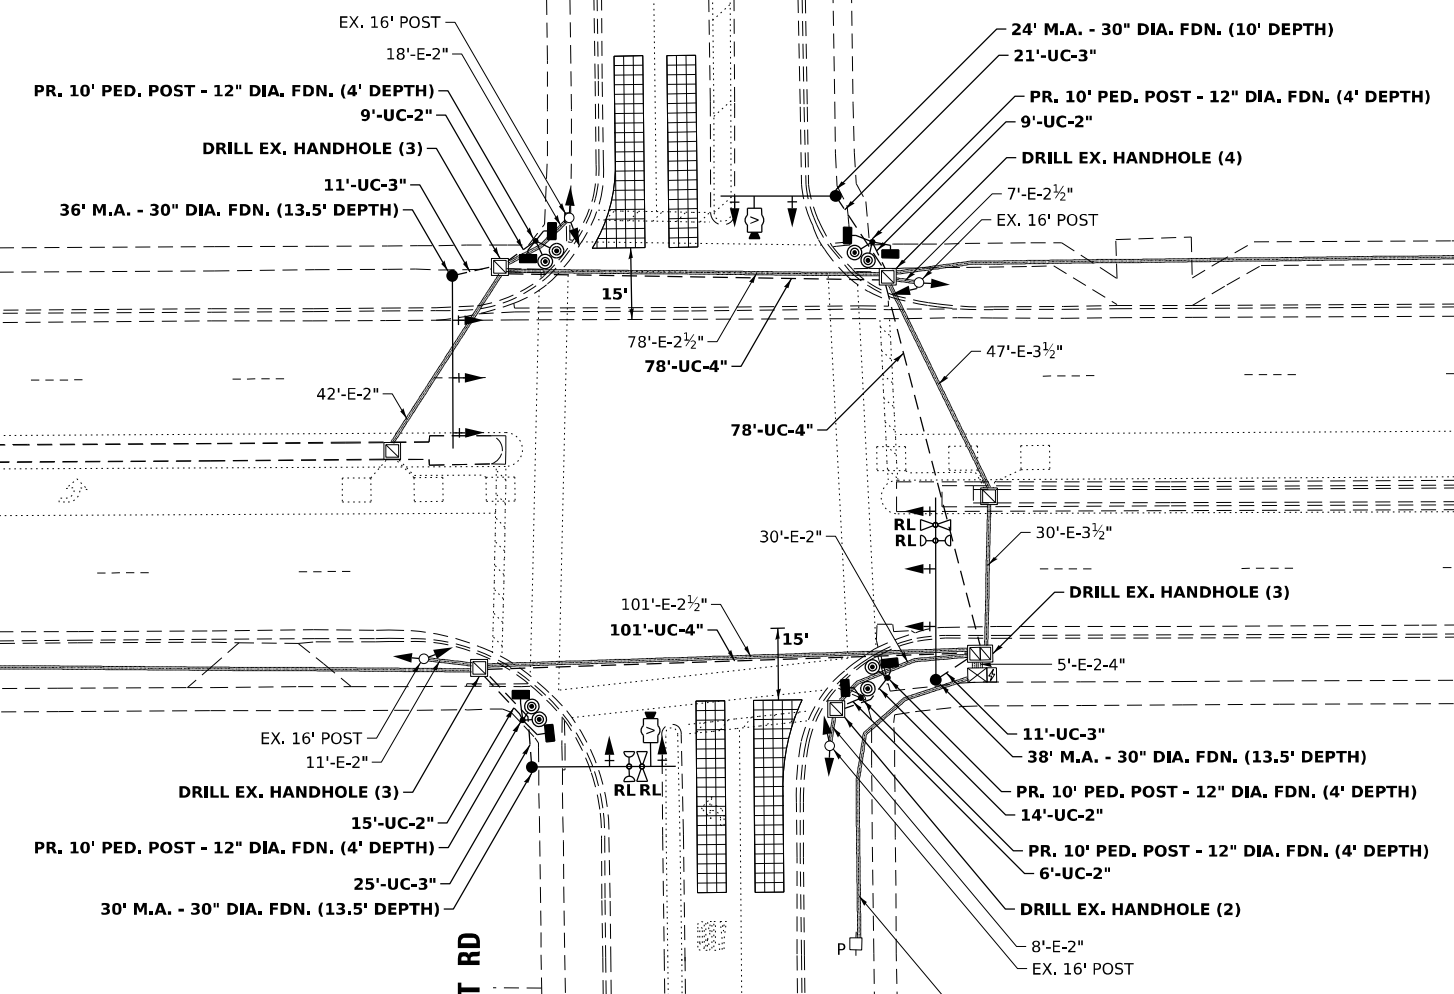 EX. 16' POST
18'-E-2"
PR. 10' PED. POST - 12" DIA. FDN. (4' DEPTH)
9'-UC-2"
DRILL EX. HANDHOLE (3)
11'-UC-3"
36' M.A. - 30" DIA. FDN. (13.5' DEPTH)
24' M.A. - 30" DIA. FDN. (10' DEPTH)
21'-UC-3"
PR. 10' PED. POST - 12" DIA. FDN. (4' DEPTH)
9'-UC-2"
DRILL EX. HANDHOLE (4)
7'-E-2½"
EX. 16' POST
V
15'
78'-E-2½"
78'-UC-4"
47'-E-3½"
42'-E-2"
78'-UC-4"
RL
RL
30'-E-2"
30'-E-3½"
DRILL EX. HANDHOLE (3)
101'-E-2½"
101'-UC-4"
15'
5'-E-2-4"
EX. 16' POST
11'-E-2"
DRILL EX. HANDHOLE (3)
15'-UC-2"
PR. 10' PED. POST - 12" DIA. FDN. (4' DEPTH)
25'-UC-3"
30' M.A. - 30" DIA. FDN. (13.5' DEPTH)
V
RL RL
11'-UC-3"
38' M.A. - 30" DIA. FDN. (13.5' DEPTH)
PR. 10' PED. POST - 12" DIA. FDN. (4' DEPTH)
14'-UC-2"
PR. 10' PED. POST - 12" DIA. FDN. (4' DEPTH)
6'-UC-2"
DRILL EX. HANDHOLE (2)
8'-E-2"
EX. 16' POST
P
T RD